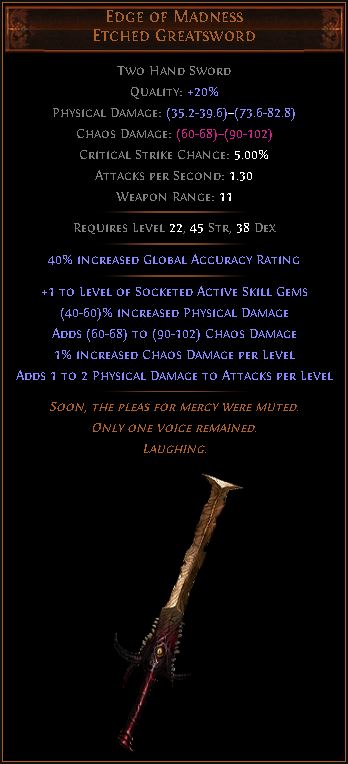 Edge of Madness
Etched Greatsword
Two Hand Sword
Quality: +20%
Physical Damage: (35.2-39.6)–(73.6-82.8)
Chaos Damage: (60-68)–(90-102)
Critical Strike Chance: 5.00%
Attacks per Second: 1.30
Weapon Range: 11
Requires Level 22, 45 Str, 38 Dex
40% increased Global Accuracy Rating
+1 to Level of Socketed Active Skill Gems
(40-60)% increased Physical Damage
Adds (60-68) to (90-102) Chaos Damage
1% increased Chaos Damage per Level
Adds 1 to 2 Physical Damage to Attacks per Level
Soon, the pleas for mercy were muted.
Only one voice remained.
Laughing.